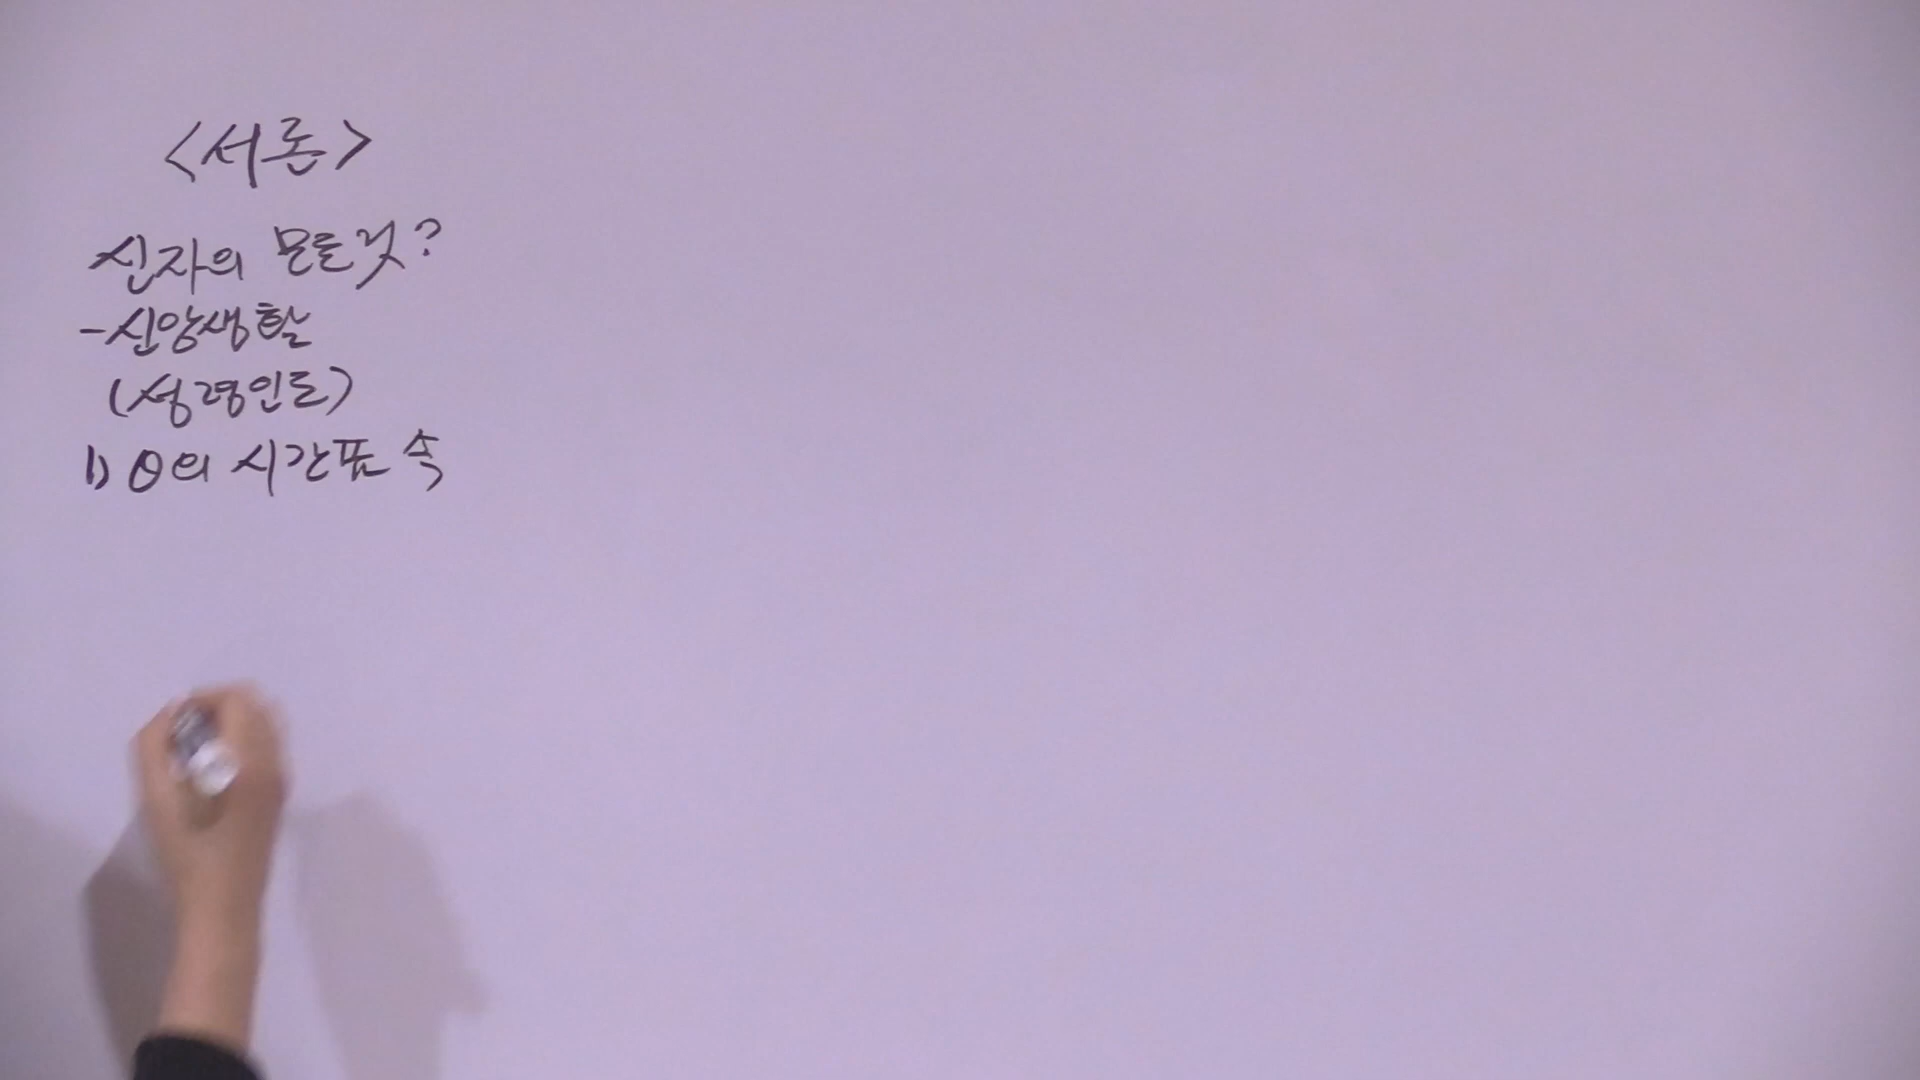 <서론>
신자의 모든것?
-신앙생활
(성령인도)
1) θ의 시간표 속